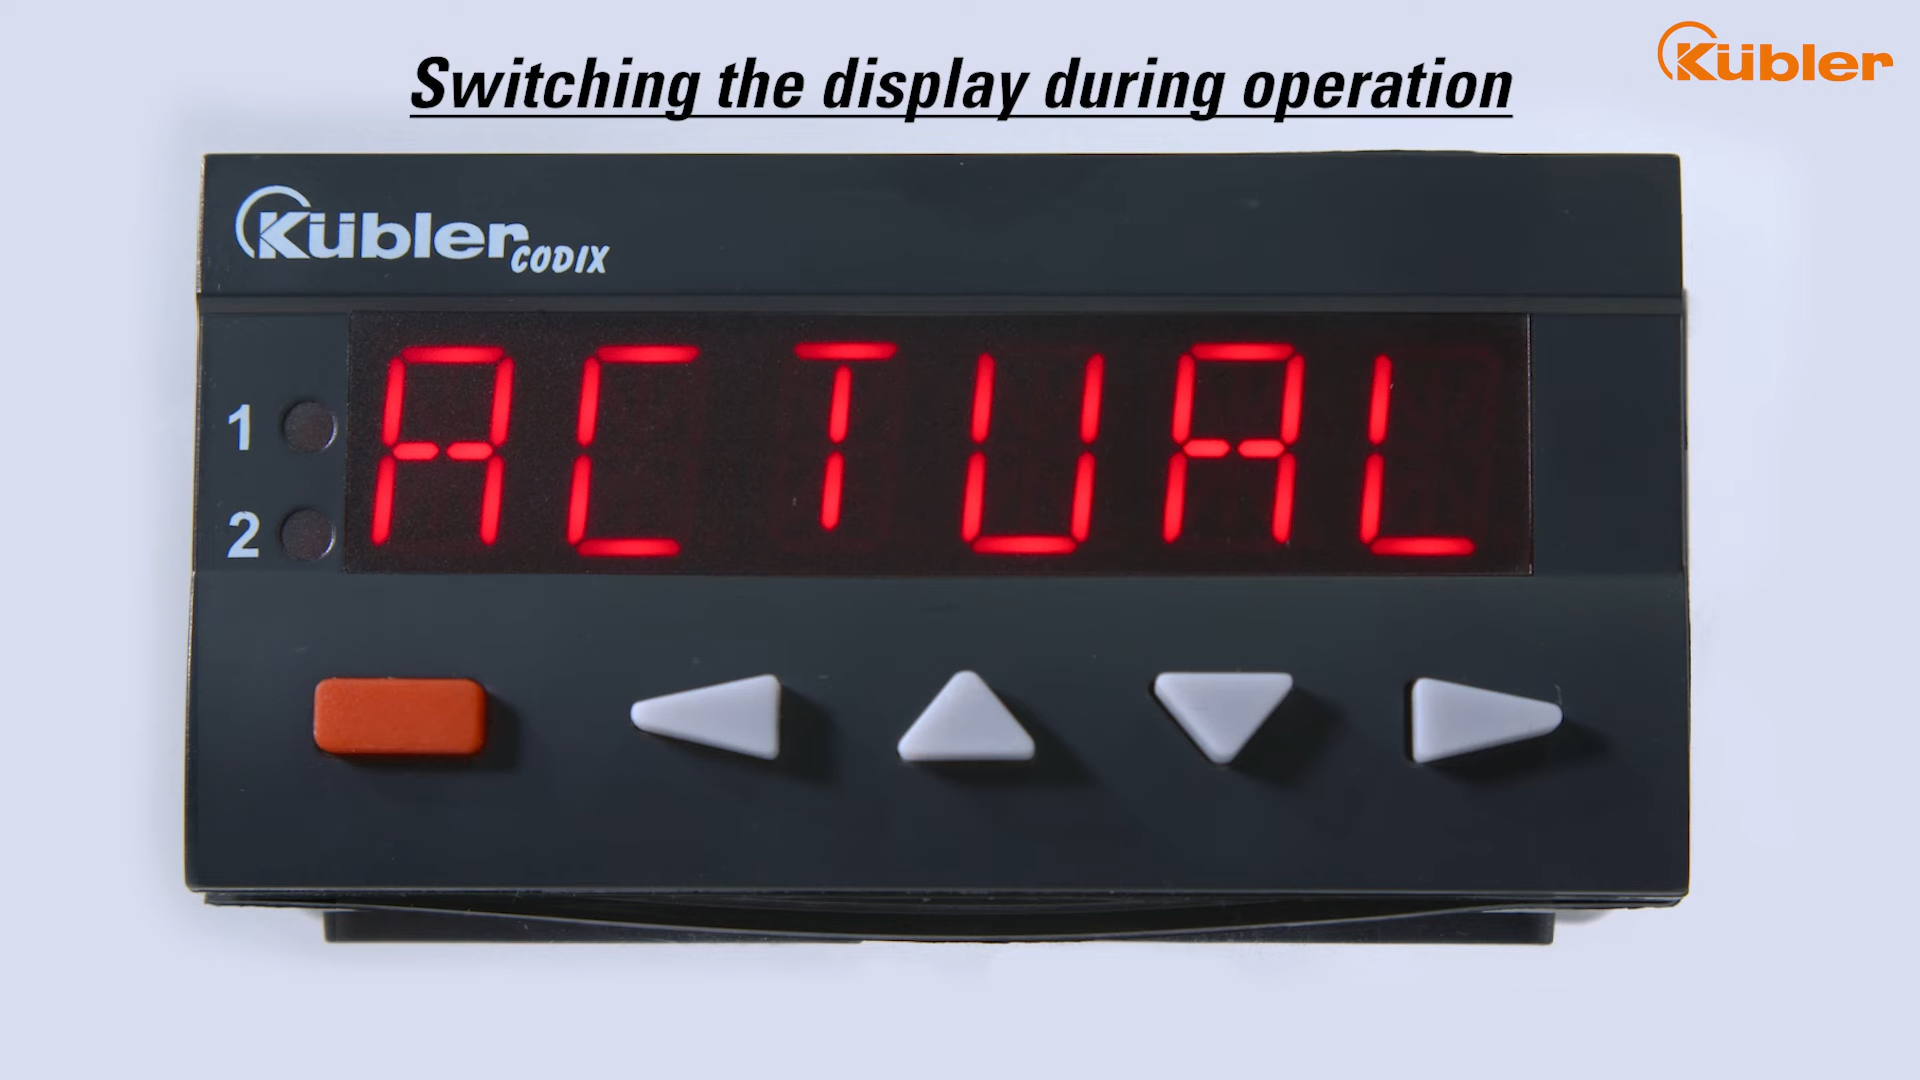 Switching the display during operation
Kübler
Kübler CODIX
ACTUAL
1
2